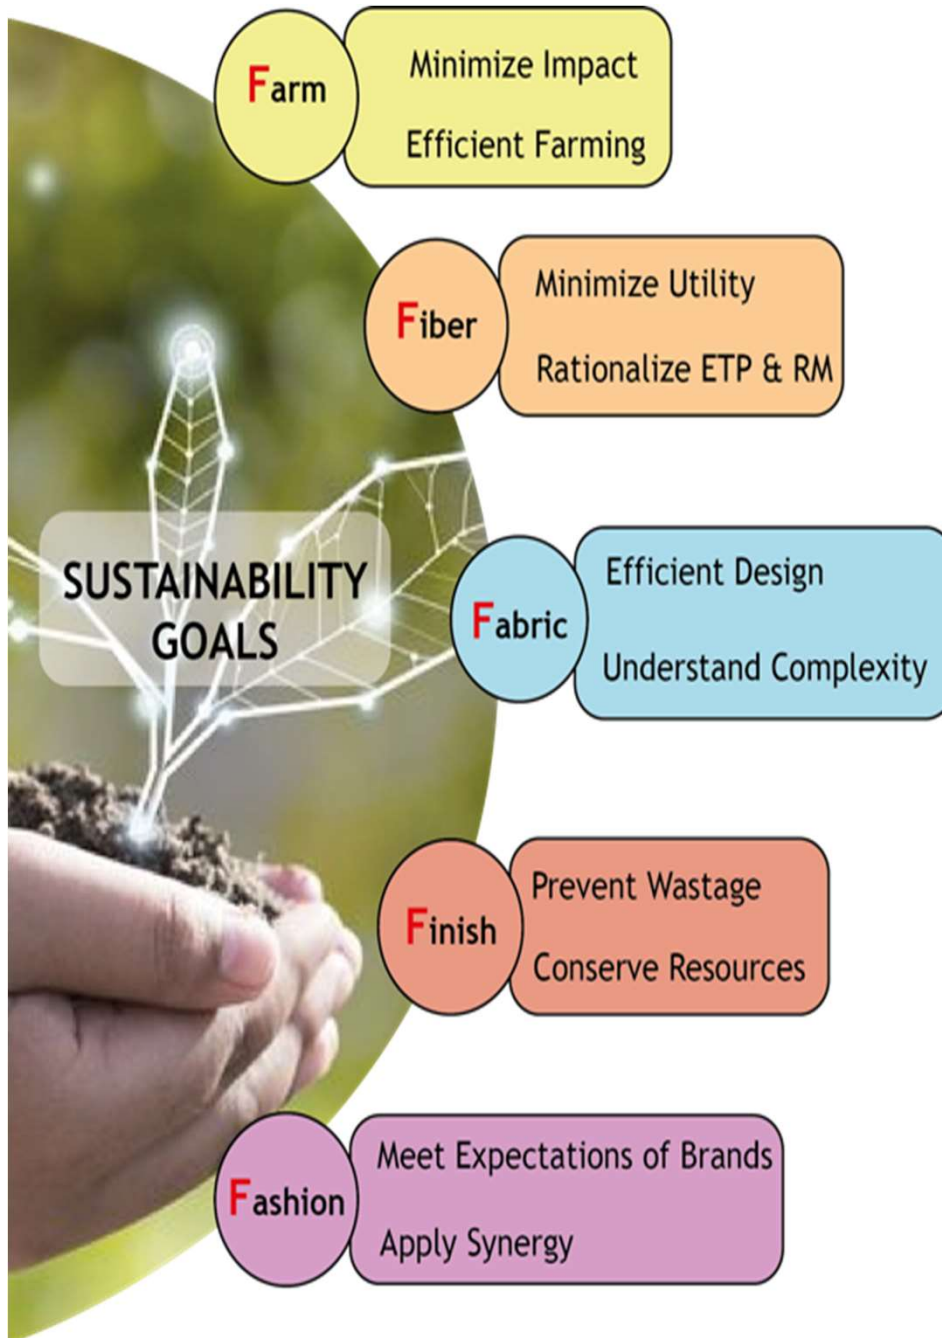 Farm
Minimize Impact
Efficient Farming
Fiber
Minimize Utility
Rationalize ETP & RM
SUSTAINABILITY
GOALS
Fabric
Efficient Design
Understand Complexity
Finish
Prevent Wastage
Conserve Resources
Fashion
Meet Expectations of Brands
Apply Synergy